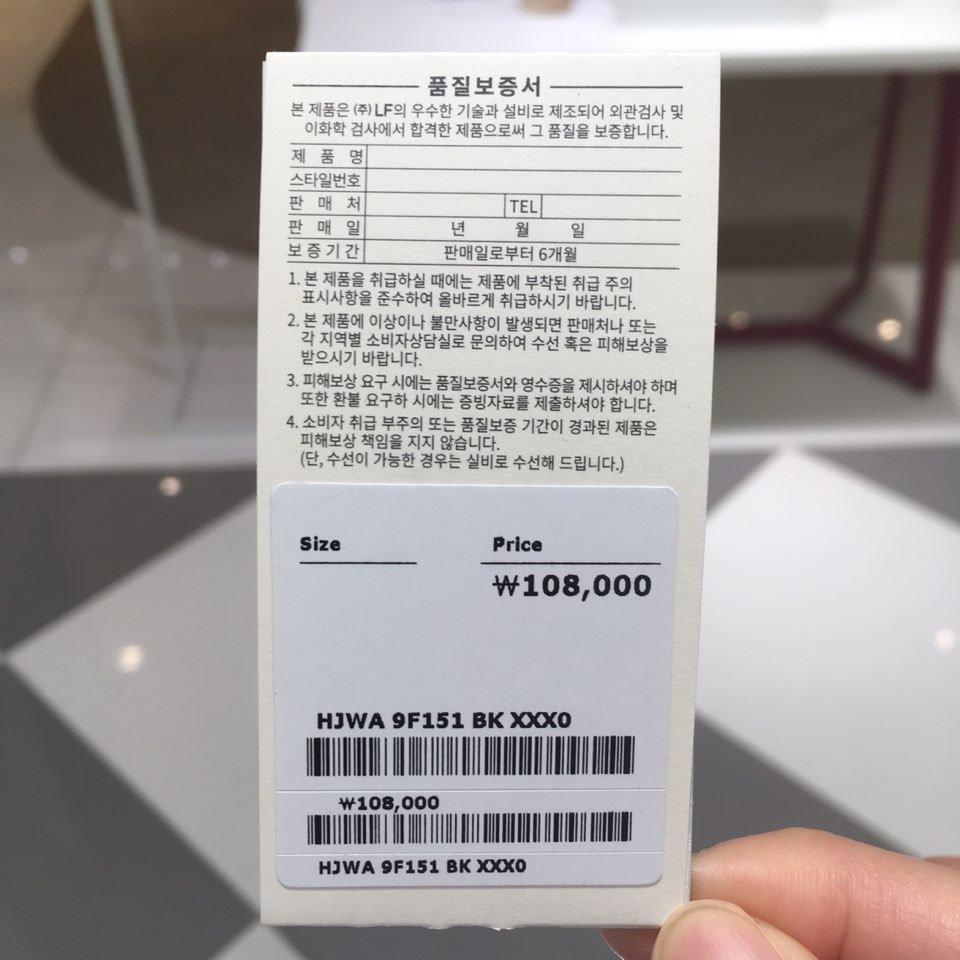 품질보증서
본 제품은 ㈜LF의 우수한 기술과 설비로 제조되어 외관검사 및
이화학 검사에서 합격한 제품으로써 그 품질을 보증합니다.
제 품 명
스타일번호
판 매 처 TEL
판 매 일 년 월 일
보증기간 판매일로부터 6개월
1. 본 제품을 취급하실 때에는 제품에 부착된 취급 주의
표시사항을 준수하여 올바르게 취급하시기 바랍니다.
2. 본 제품에 이상이나 불만사항이 발생되면 판매처나 또는
각 지역별 소비자상담실로 문의하여 수선 혹은 피해보상을
받으시기 바랍니다.
3. 피해보상 요구 시에는 품질보증서와 영수증을 제시하셔야 하며
또한 환불 요구하 시에는 증빙자료를 제출하셔야 합니다.
4. 소비자 취급 부주의 또는 품질보증 기간이 경과된 제품은
피해보상 책임을 지지 않습니다.
(단, 수선이 가능한 경우는 실비로 수선해 드립니다.)
Size Price
₩108,000
HJWA 9F151 BK XXX0
₩108,000
HJWA 9F151 BK XXX0